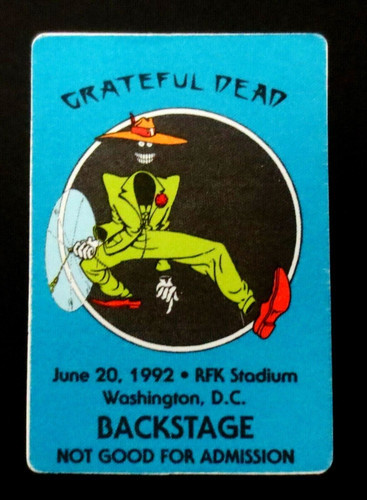 GRATEFUL DEAD
June 20, 1992 • RFK Stadium
Washington, D.C.
BACKSTAGE
NOT GOOD FOR ADMISSION